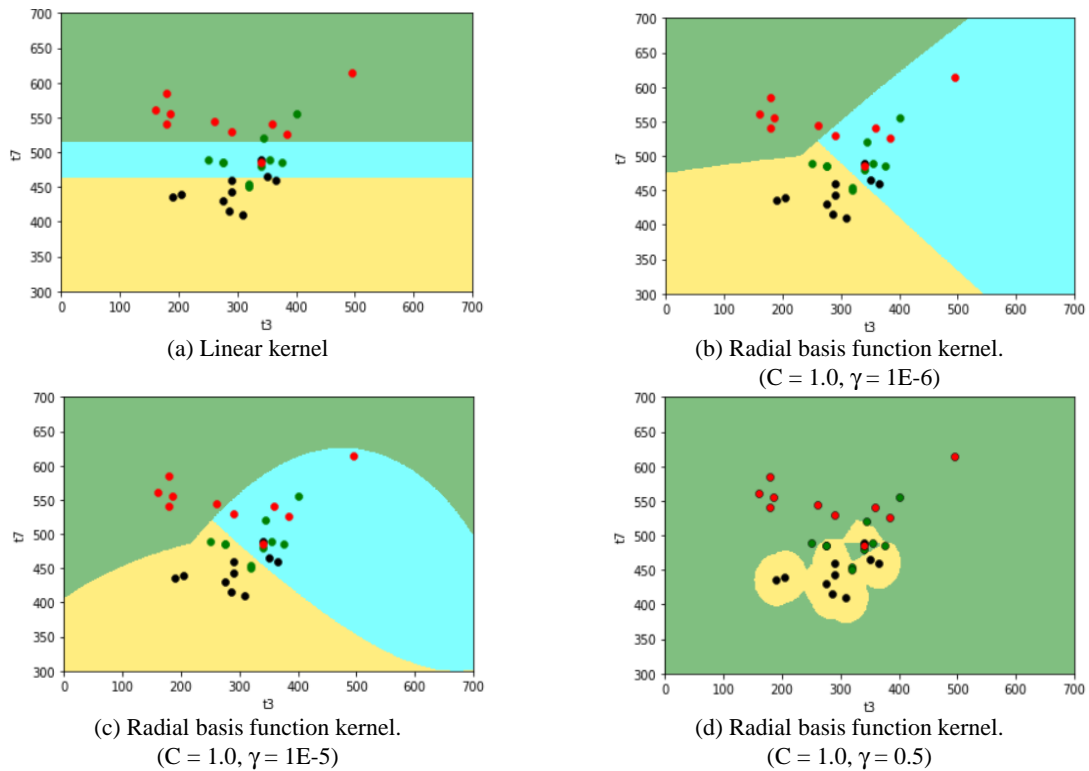 700
650
600
550
500
450
400
350
300
t7
0 100 200 300 400 500 600 700
t3
(a) Linear kernel
700
650
600
550
500
450
400
350
300
t7
0 100 200 300 400 500 600 700
t3
(b) Radial basis function kernel.
(C = 1.0, γ = 1E-6)
700
650
600
550
500
450
400
350
300
t7
0 100 200 300 400 500 600 700
t3
(c) Radial basis function kernel.
(C = 1.0, γ = 1E-5)
700
650
600
550
500
450
400
350
300
t7
0 100 200 300 400 500 600 700
t3
(d) Radial basis function kernel.
(C = 1.0, γ = 0.5)